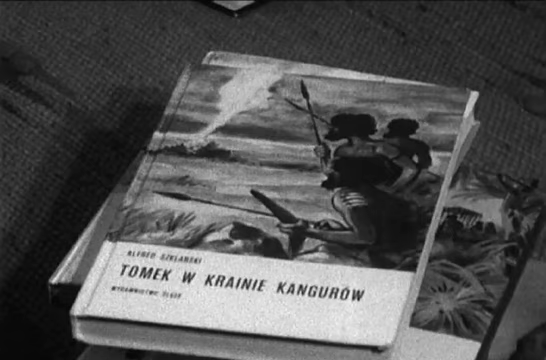 ALFRED SZKLARSKI
TOMEK W KRAINIE KANGURÓW
WYDAWNICTWO ŚLĄSK